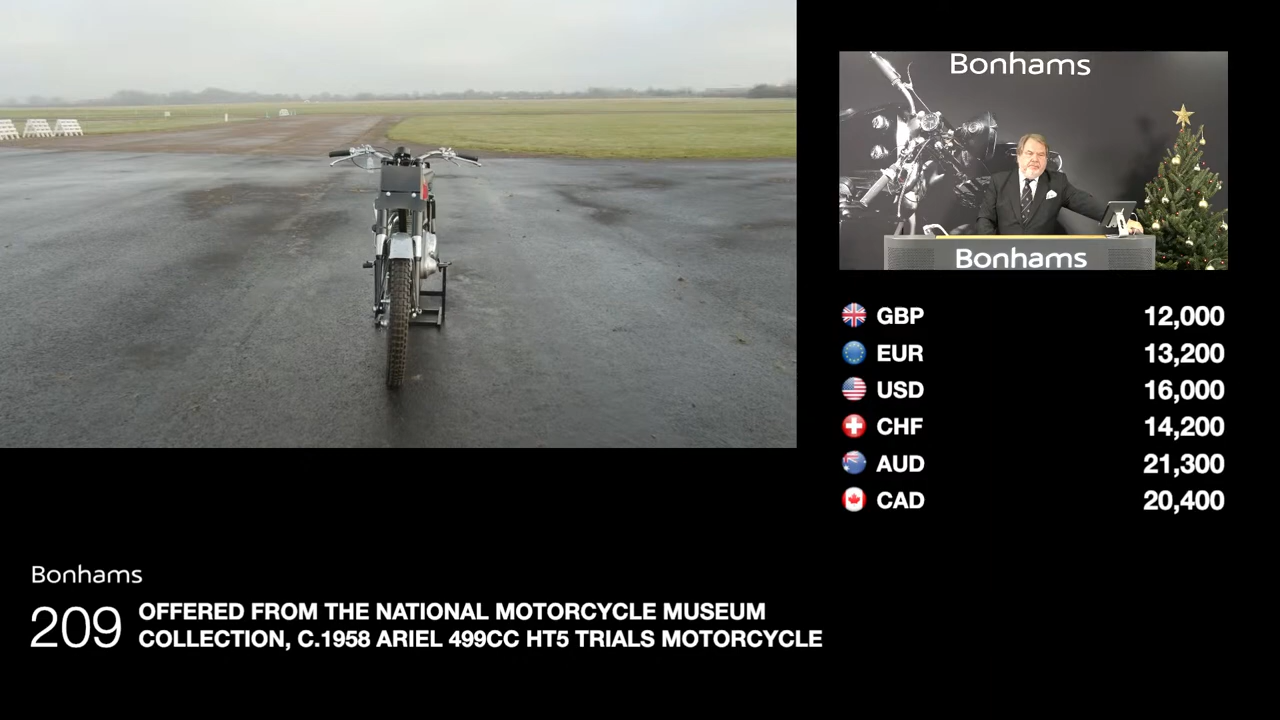 Bonhams
Bonhams
GBP 12,000
EUR 13,200
USD 16,000
CHF 14,200
AUD 21,300
CAD 20,400
Bonhams
209
OFFERED FROM THE NATIONAL MOTORCYCLE MUSEUM
COLLECTION, C.1958 ARIEL 499CC HT5 TRIALS MOTORCYCLE